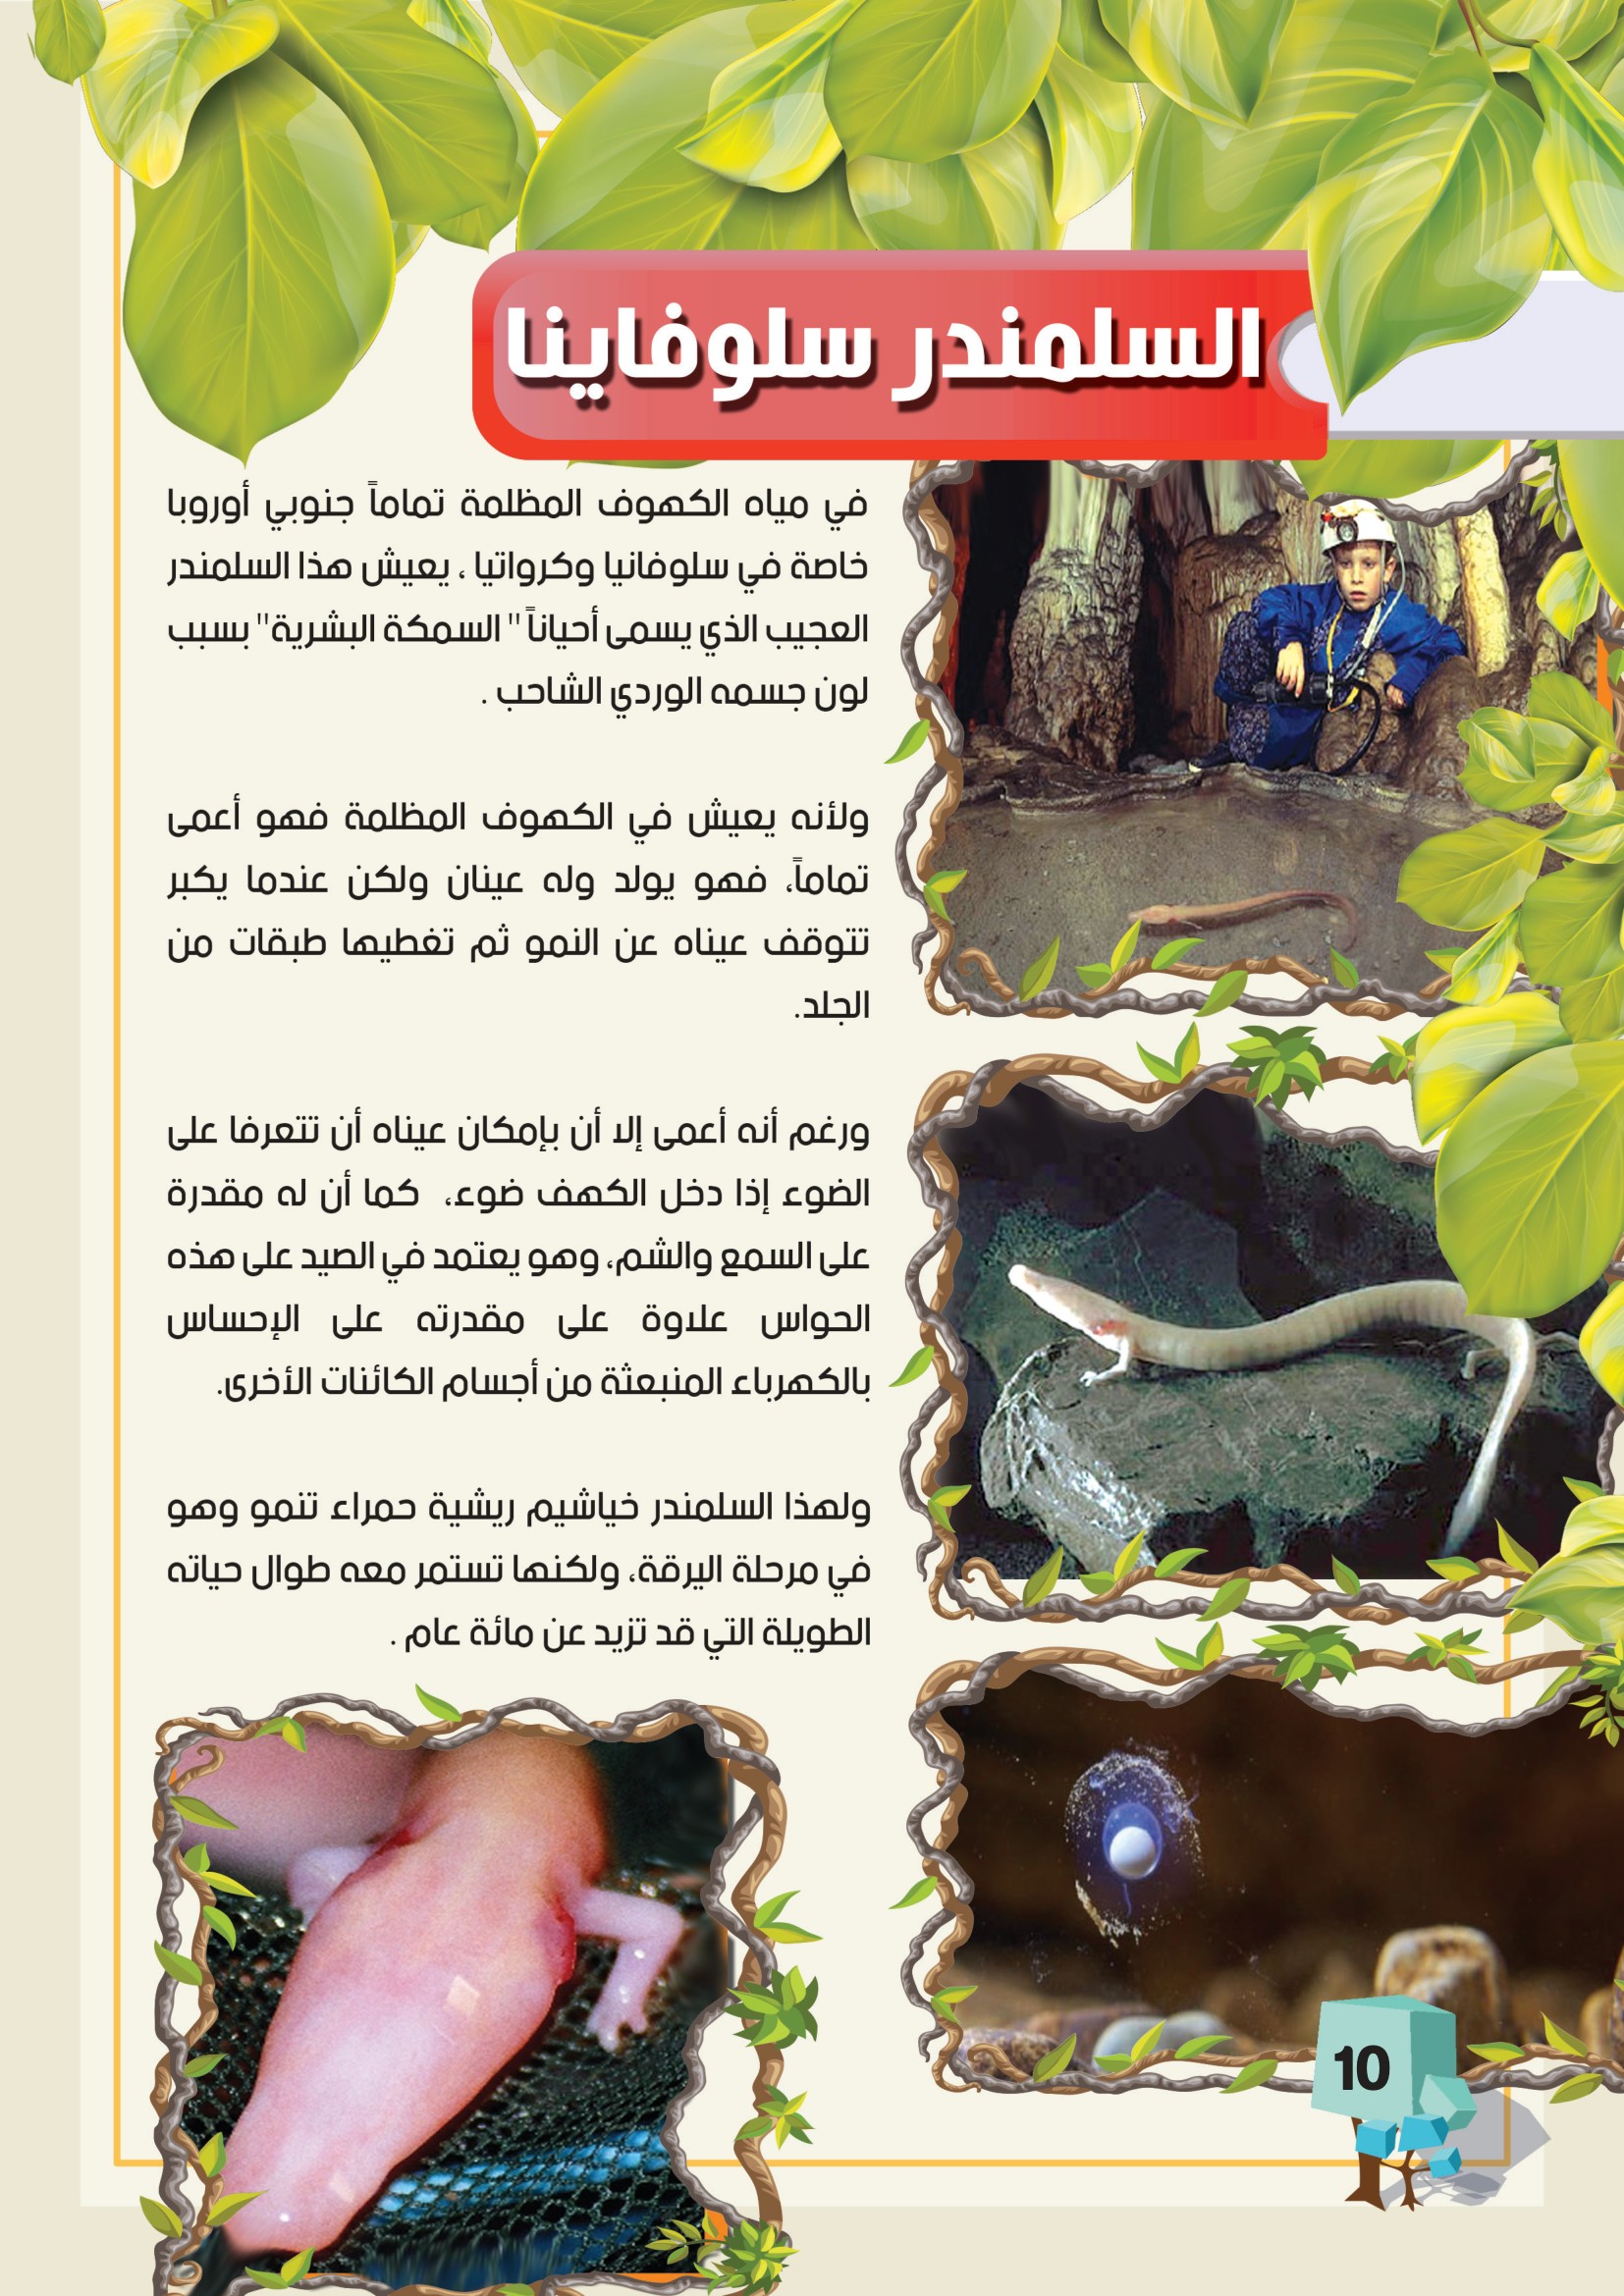 السلمندر سلوفاينا
في مياه الكهوف المظلمة تماماً جنوبي أوروبا
خاصة في سلوفانيا وكرواتيا ، يعيش هذا السلمندر
العجيب الذي يسمى أحياناً " السمكة البشرية" بسبب
لون جسمه الوردي الشاحب .
ولأنه يعيش في الكهوف المظلمة فهو أعمى
تماماً، فهو يولد وله عينان ولكن عندما يكبر
تتوقف عيناه عن النمو ثم تغطيها طبقات من
الجلد.
ورغم أنه أعمى إلا أن بإمكان عيناه أن تتعرفا على
الضوء إذا دخل الكهف ضوء، كما أن له مقدرة
على السمع والشم، وهو يعتمد في الصيد على هذه
الحواس علاوة على مقدرته على الإحساس
بالكهرباء المنبعثة من أجسام الكائنات الأخرى.
ولهذا السلمندر خياشيم ريشية حمراء تنمو وهو
في مرحلة اليرقة، ولكنها تستمر معه طوال حياته
الطويلة التي قد تزيد عن مائة عام .
10